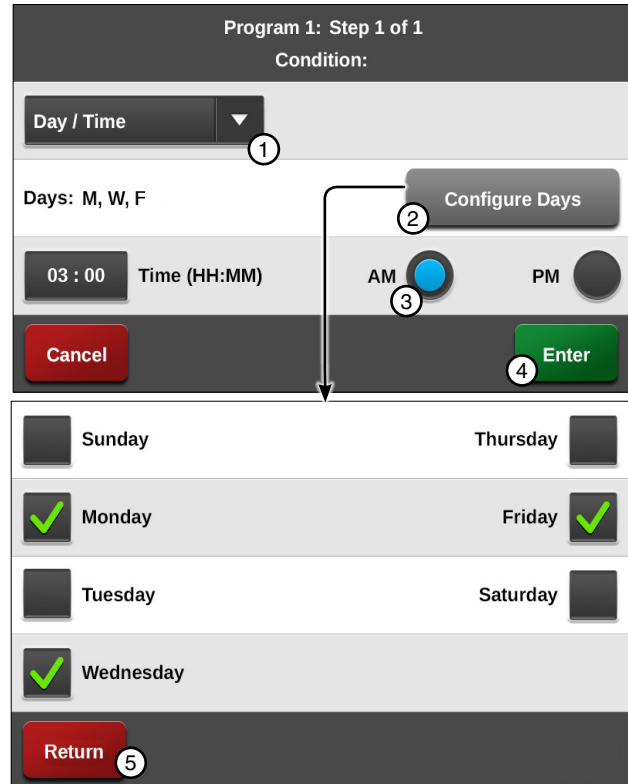 Program 1: Step 1 of 1
Condition:
Day / Time
1
Days: M, W, F
Configure Days
2
03 : 00 Time (HH:MM) AM PM
3
Cancel Enter
4
Sunday Thursday
Monday Friday
Tuesday Saturday
Wednesday
Return
5